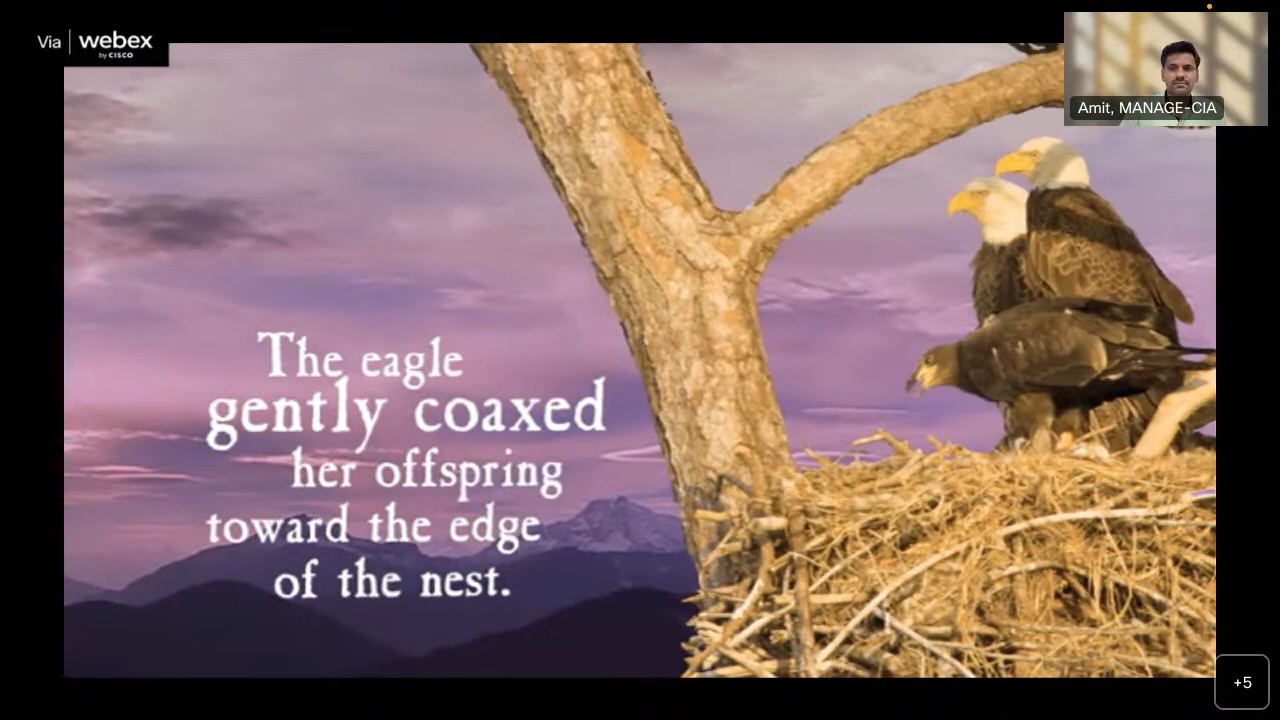 Via webex
by CISCO
Amit, MANAGE-CIA
The eagle
gently coaxed
her offspring
toward the edge
of the nest.
+5